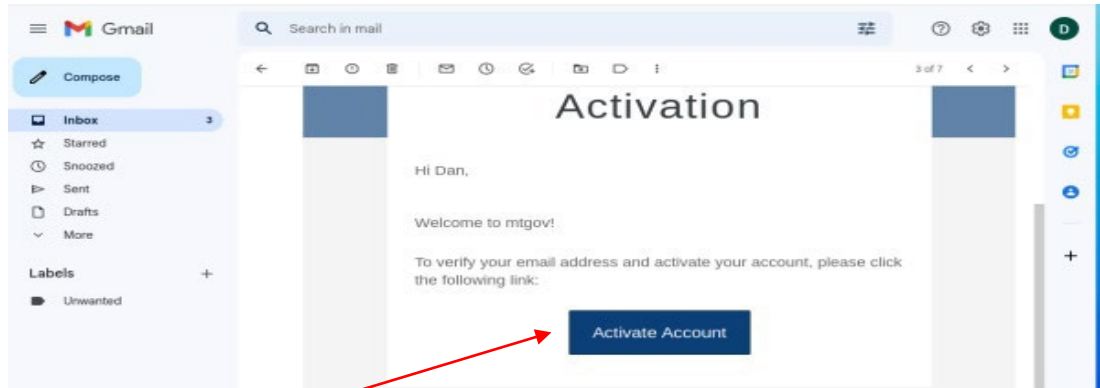 Gmail
Search in mail
D
Compose
3 of 7
Inbox 3
Starred
Snoozed
Sent
Drafts
More
Labels
Unwanted
Activation
Hi Dan,
Welcome to mtgov!
To verify your email address and activate your account, please click
the following link:
Activate Account